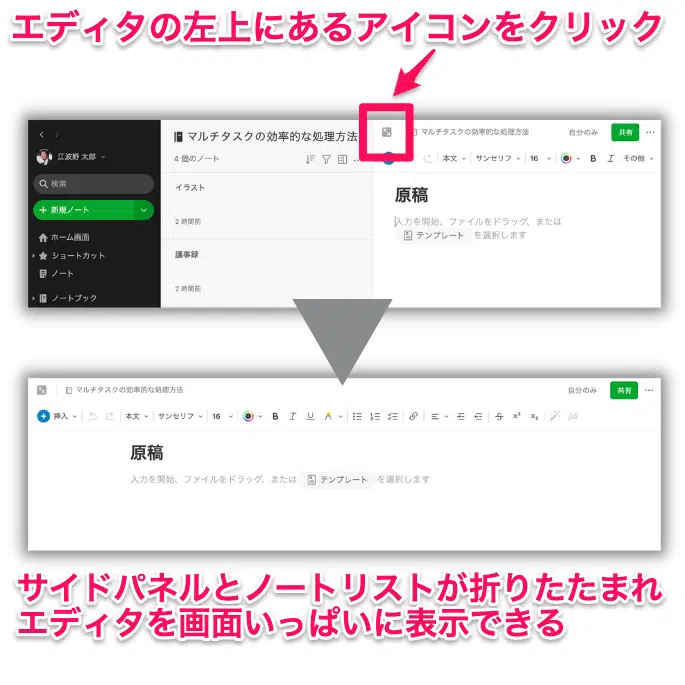 エディタの左上にあるアイコンをクリック
江波野 太郎
検索
新規ノート
ホーム画面
ショートカット
ノート
ノートブック
マルチタスクの効率的な処理方法
4 個のノート
イラスト
2 時間前
議事録
2 時間前
マルチタスクの効率的な処理方法
自分のみ
共有
本文 サンセリフ 16 B I その他
原稿
入力を開始、ファイルをドラッグ、または
テンプレート を選択します
マルチタスクの効率的な処理方法
自分のみ
共有
挿入 本文 サンセリフ 16 B I U A
原稿
入力を開始、ファイルをドラッグ、または テンプレート を選択します
サイドパネルとノートリストが折りたたまれ
エディタを画面いっぱいに表示できる